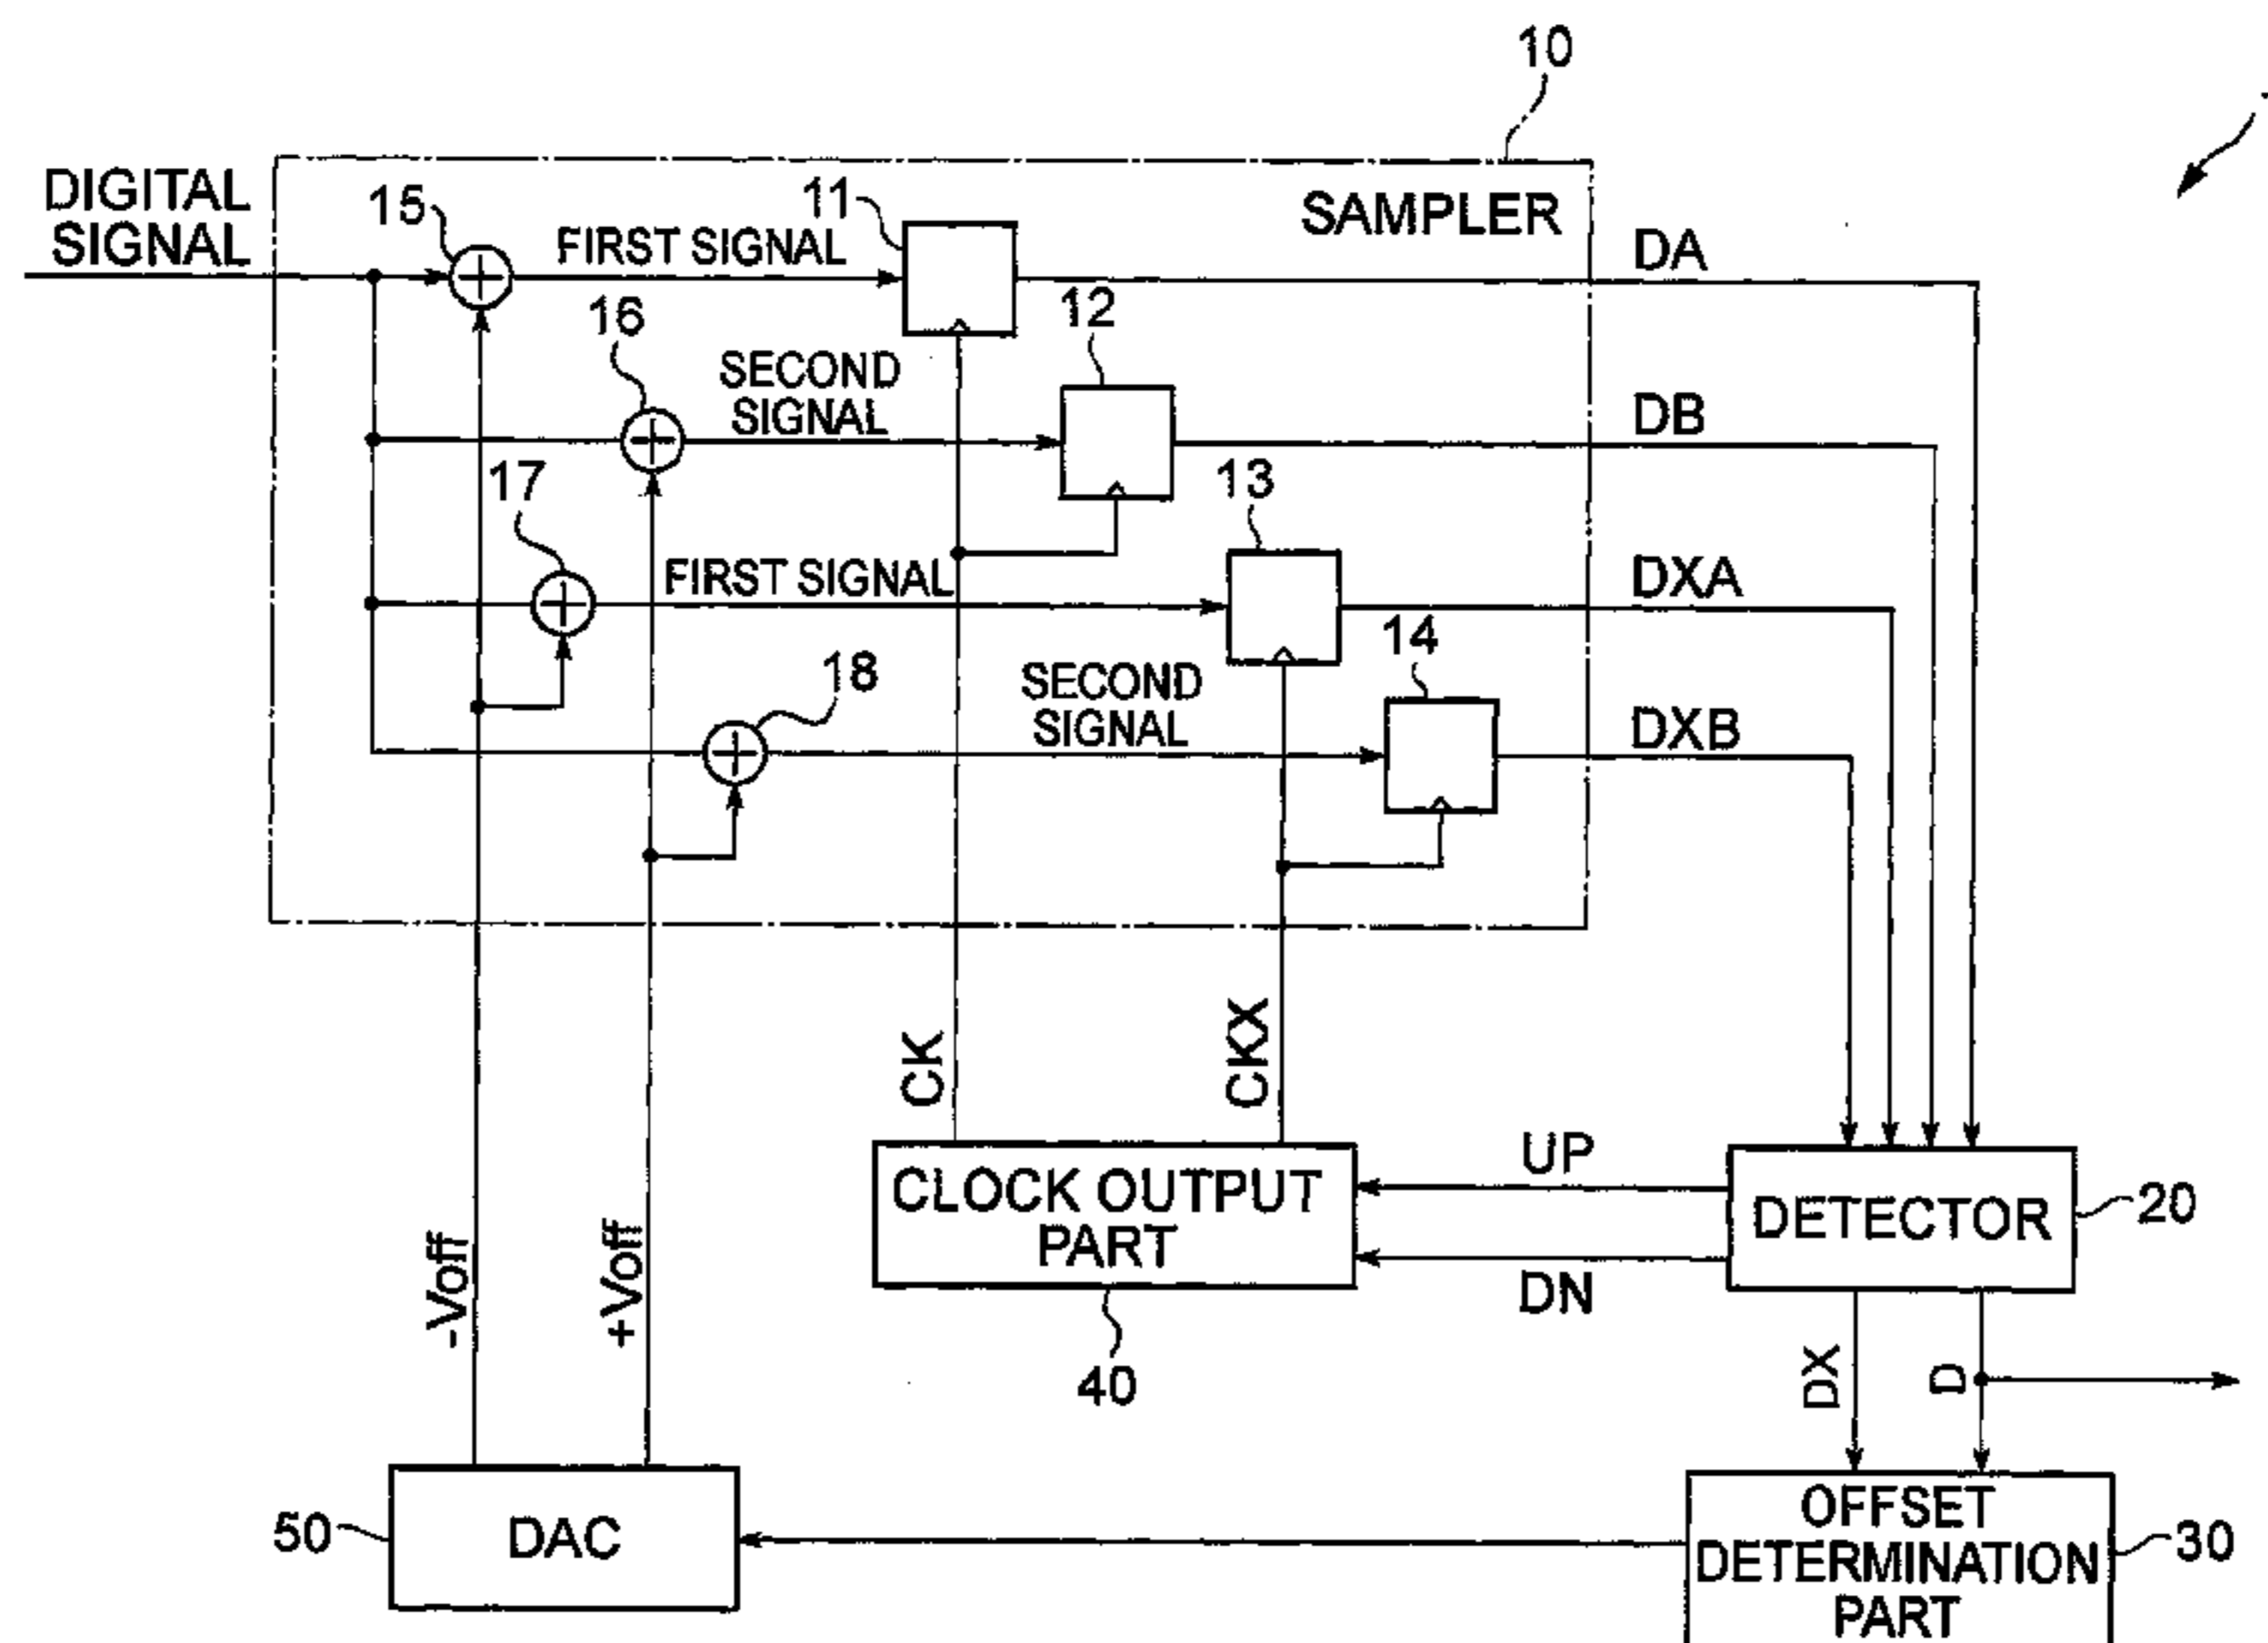 10
DIGITAL
SIGNAL
15
FIRST SIGNAL
11
SAMPLER
DA
16
SECOND
SIGNAL
12
DB
17
FIRST SIGNAL
13
DXA
18
SECOND
SIGNAL
14
DXB
CK
CKX
-Voff
+Voff
CLOCK OUTPUT
PART
40
UP
DN
DETECTOR
20
DX
D
50
DAC
OFFSET
DETERMINATION
PART
30